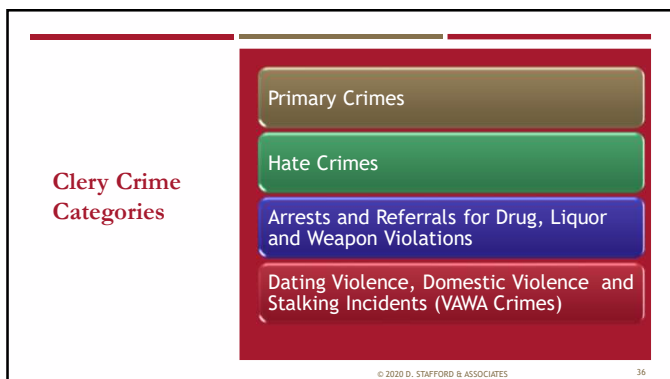 Clery Crime
Categories
Primary Crimes
Hate Crimes
Arrests and Referrals for Drug, Liquor
and Weapon Violations
Dating Violence, Domestic Violence and
Stalking Incidents (VAWA Crimes)
© 2020 D. STAFFORD & ASSOCIATES
36